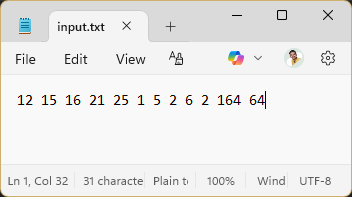 input.txt
File Edit View
12 15 16 21 25 1 5 2 6 2 164 64
Ln 1, Col 32 31 characte Plain t 100% Wind UTF-8